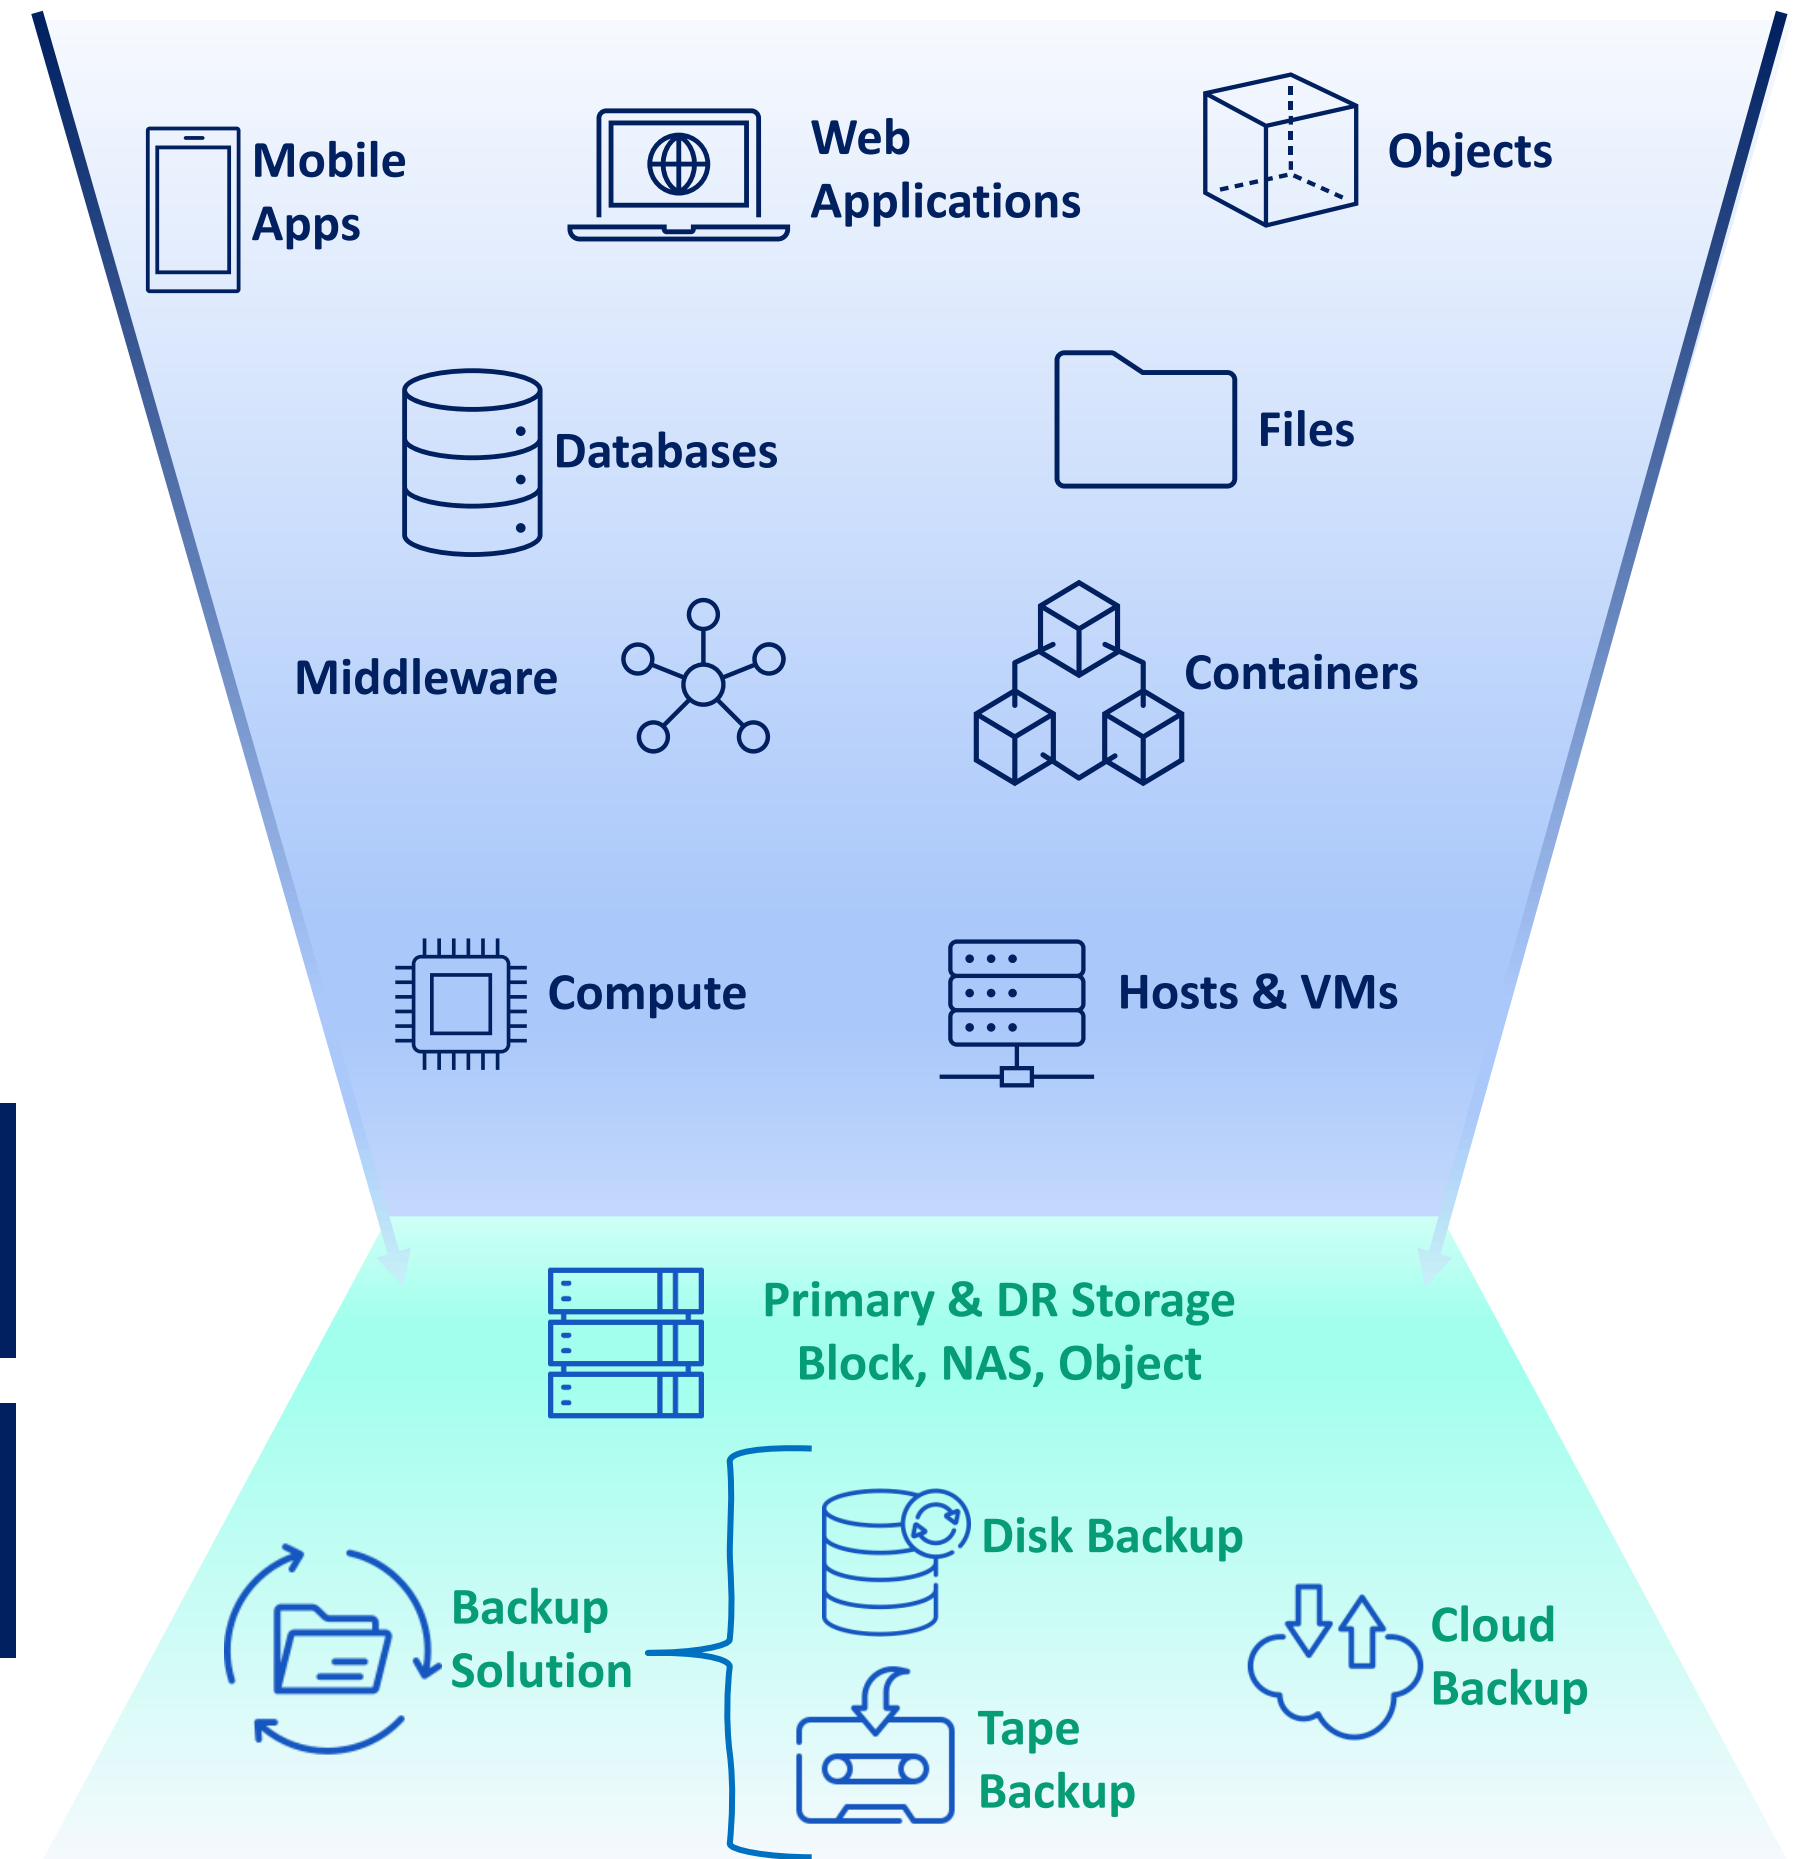 Mobile
Apps
Web
Applications
Objects
Databases
Files
Middleware
Containers
Compute
Hosts & VMs
Primary & DR Storage
Block, NAS, Object
Backup
Solution
Disk Backup
Tape
Backup
Cloud
Backup